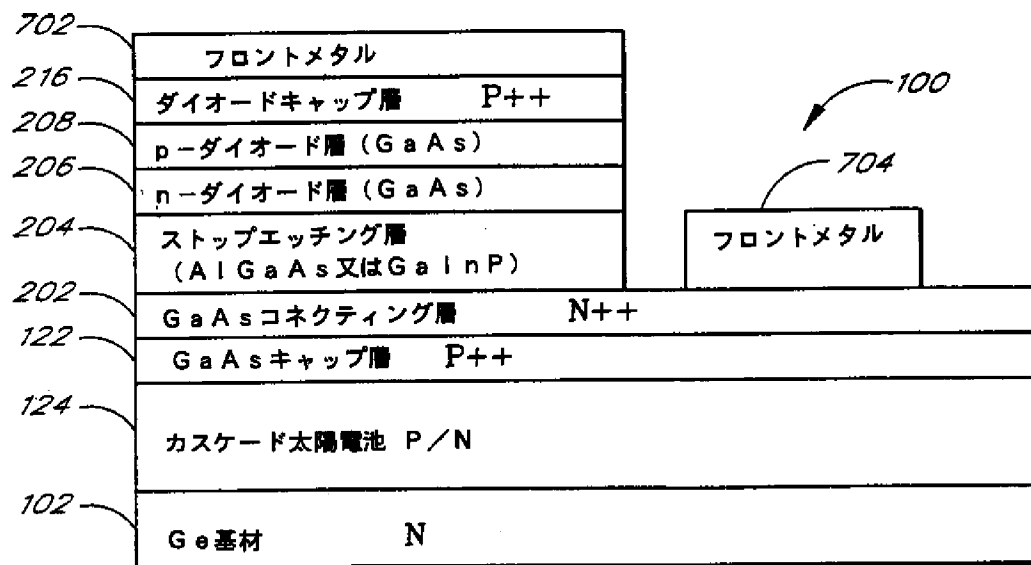 702
フロントメタル
216
ダイオードキャップ層 P++
100
208
p－ダイオード層（GaAs）
206
n－ダイオード層（GaAs）
704
204
ストップエッチング層
（AlGaAs又はGaInP）
フロントメタル
202
GaAsコネクティング層 N++
122
GaAsキャップ層 P++
124
カスケード太陽電池 P／N
102
Ge基材 N